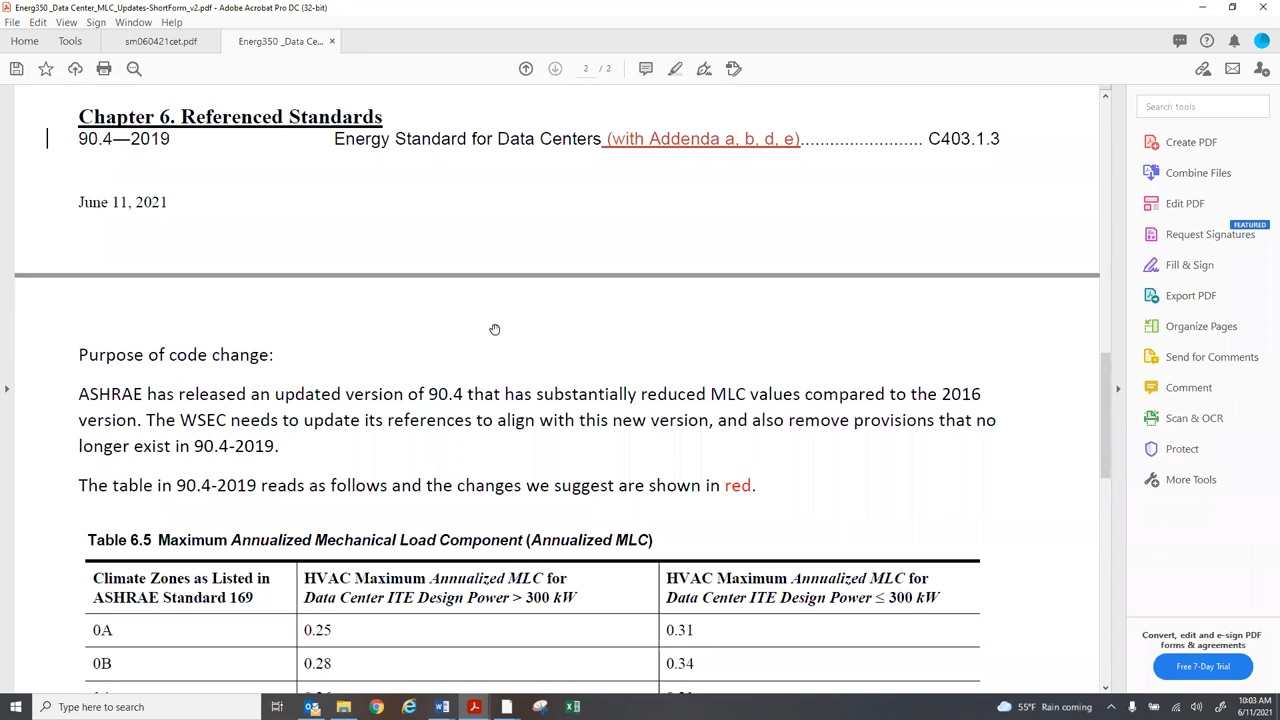 Energ350 _Data Center_MLC_Updates-ShortForm_v2.pdf - Adobe Acrobat Pro DC (32-bit)
File Edit View Sign Window Help
Home Tools sm060421cet.pdf Energ350 _Data Ce... ×
2 / 2
Search tools
Chapter 6. Referenced Standards
90.4—2019 Energy Standard for Data Centers (with Addenda a, b, d, e)........................ C403.1.3
June 11, 2021
Purpose of code change:
ASHRAE has released an updated version of 90.4 that has substantially reduced MLC values compared to the 2016
version. The WSEC needs to update its references to align with this new version, and also remove provisions that no
longer exist in 90.4-2019.
The table in 90.4-2019 reads as follows and the changes we suggest are shown in red.
Table 6.5 Maximum Annualized Mechanical Load Component (Annualized MLC)
Climate Zones as Listed in HVAC Maximum Annualized MLC for HVAC Maximum Annualized MLC for
ASHRAE Standard 169 Data Center ITE Design Power > 300 kW Data Center ITE Design Power ≤ 300 kW
0A 0.25 0.31
0B 0.28 0.34
Create PDF
Combine Files
Edit PDF
FEATURED
Request Signatures
Fill & Sign
Export PDF
Organize Pages
Send for Comments
Comment
Scan & OCR
Protect
More Tools
Convert, edit and e-sign PDF
forms & agreements
Free 7-Day Trial
Type here to search
55°F Rain coming
10:03 AM
6/11/2021